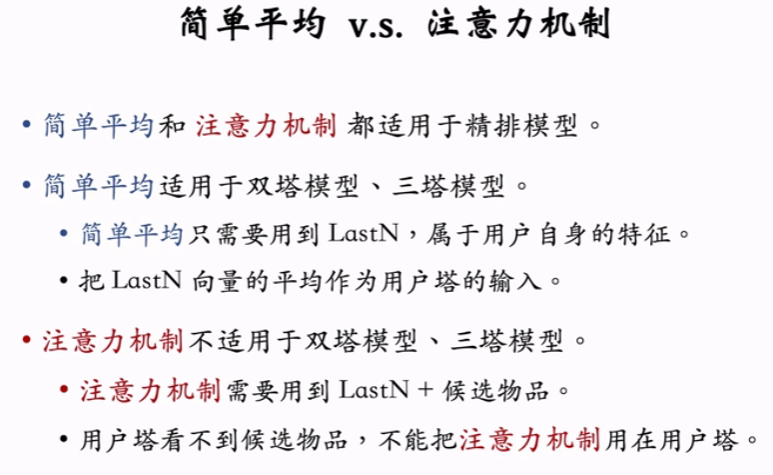 简单平均 v.s. 注意力机制
• 简单平均和 注意力机制 都适用于精排模型。
• 简单平均适用于双塔模型、三塔模型。
• 简单平均只需要用到 LastN，属于用户自身的特征。
• 把 LastN 向量的平均作为用户塔的输入。
• 注意力机制不适用于双塔模型、三塔模型。
• 注意力机制需要用到 LastN + 候选物品。
• 用户塔看不到候选物品，不能把注意力机制用在用户塔。